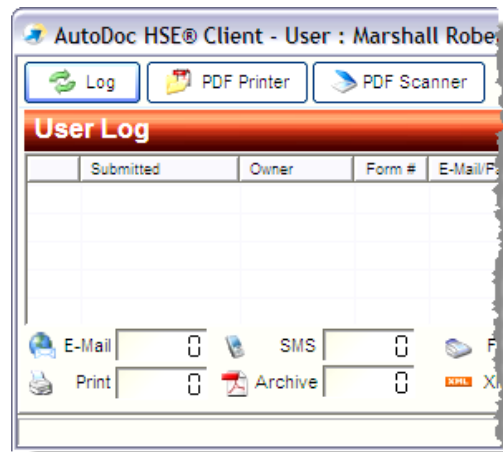 AutoDoc HSE® Client - User : Marshall Robe
Log PDF Printer PDF Scanner
User Log
Submitted Owner Form # E-Mail/Fa
E-Mail 0 SMS 0 F
Print 0 Archive 0 XML X